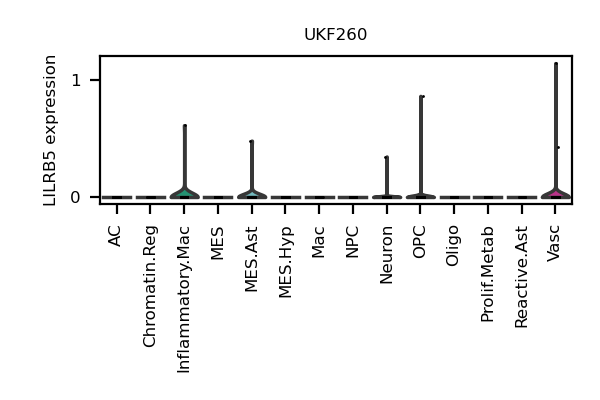 UKF260
LILRB5 expression
1
0
AC
Chromatin.Reg
Inflammatory.Mac
MES
MES.Ast
MES.Hyp
Mac
NPC
Neuron
OPC
Oligo
Prolif.Metab
Reactive.Ast
Vasc